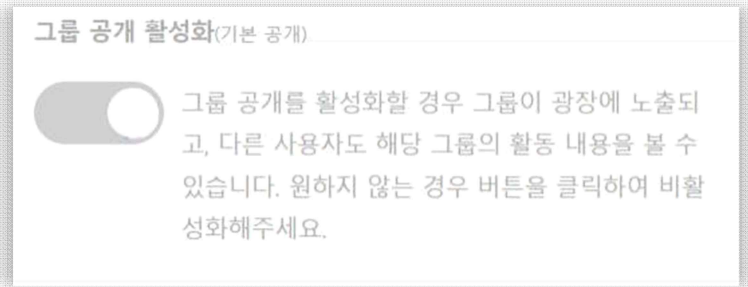 그룹 공개 활성화(기본 공개)
그룹 공개를 활성화할 경우 그룹이 광장에 노출되
고, 다른 사용자도 해당 그룹의 활동 내용을 볼 수
있습니다. 원하지 않는 경우 버튼을 클릭하여 비활
성화해주세요.